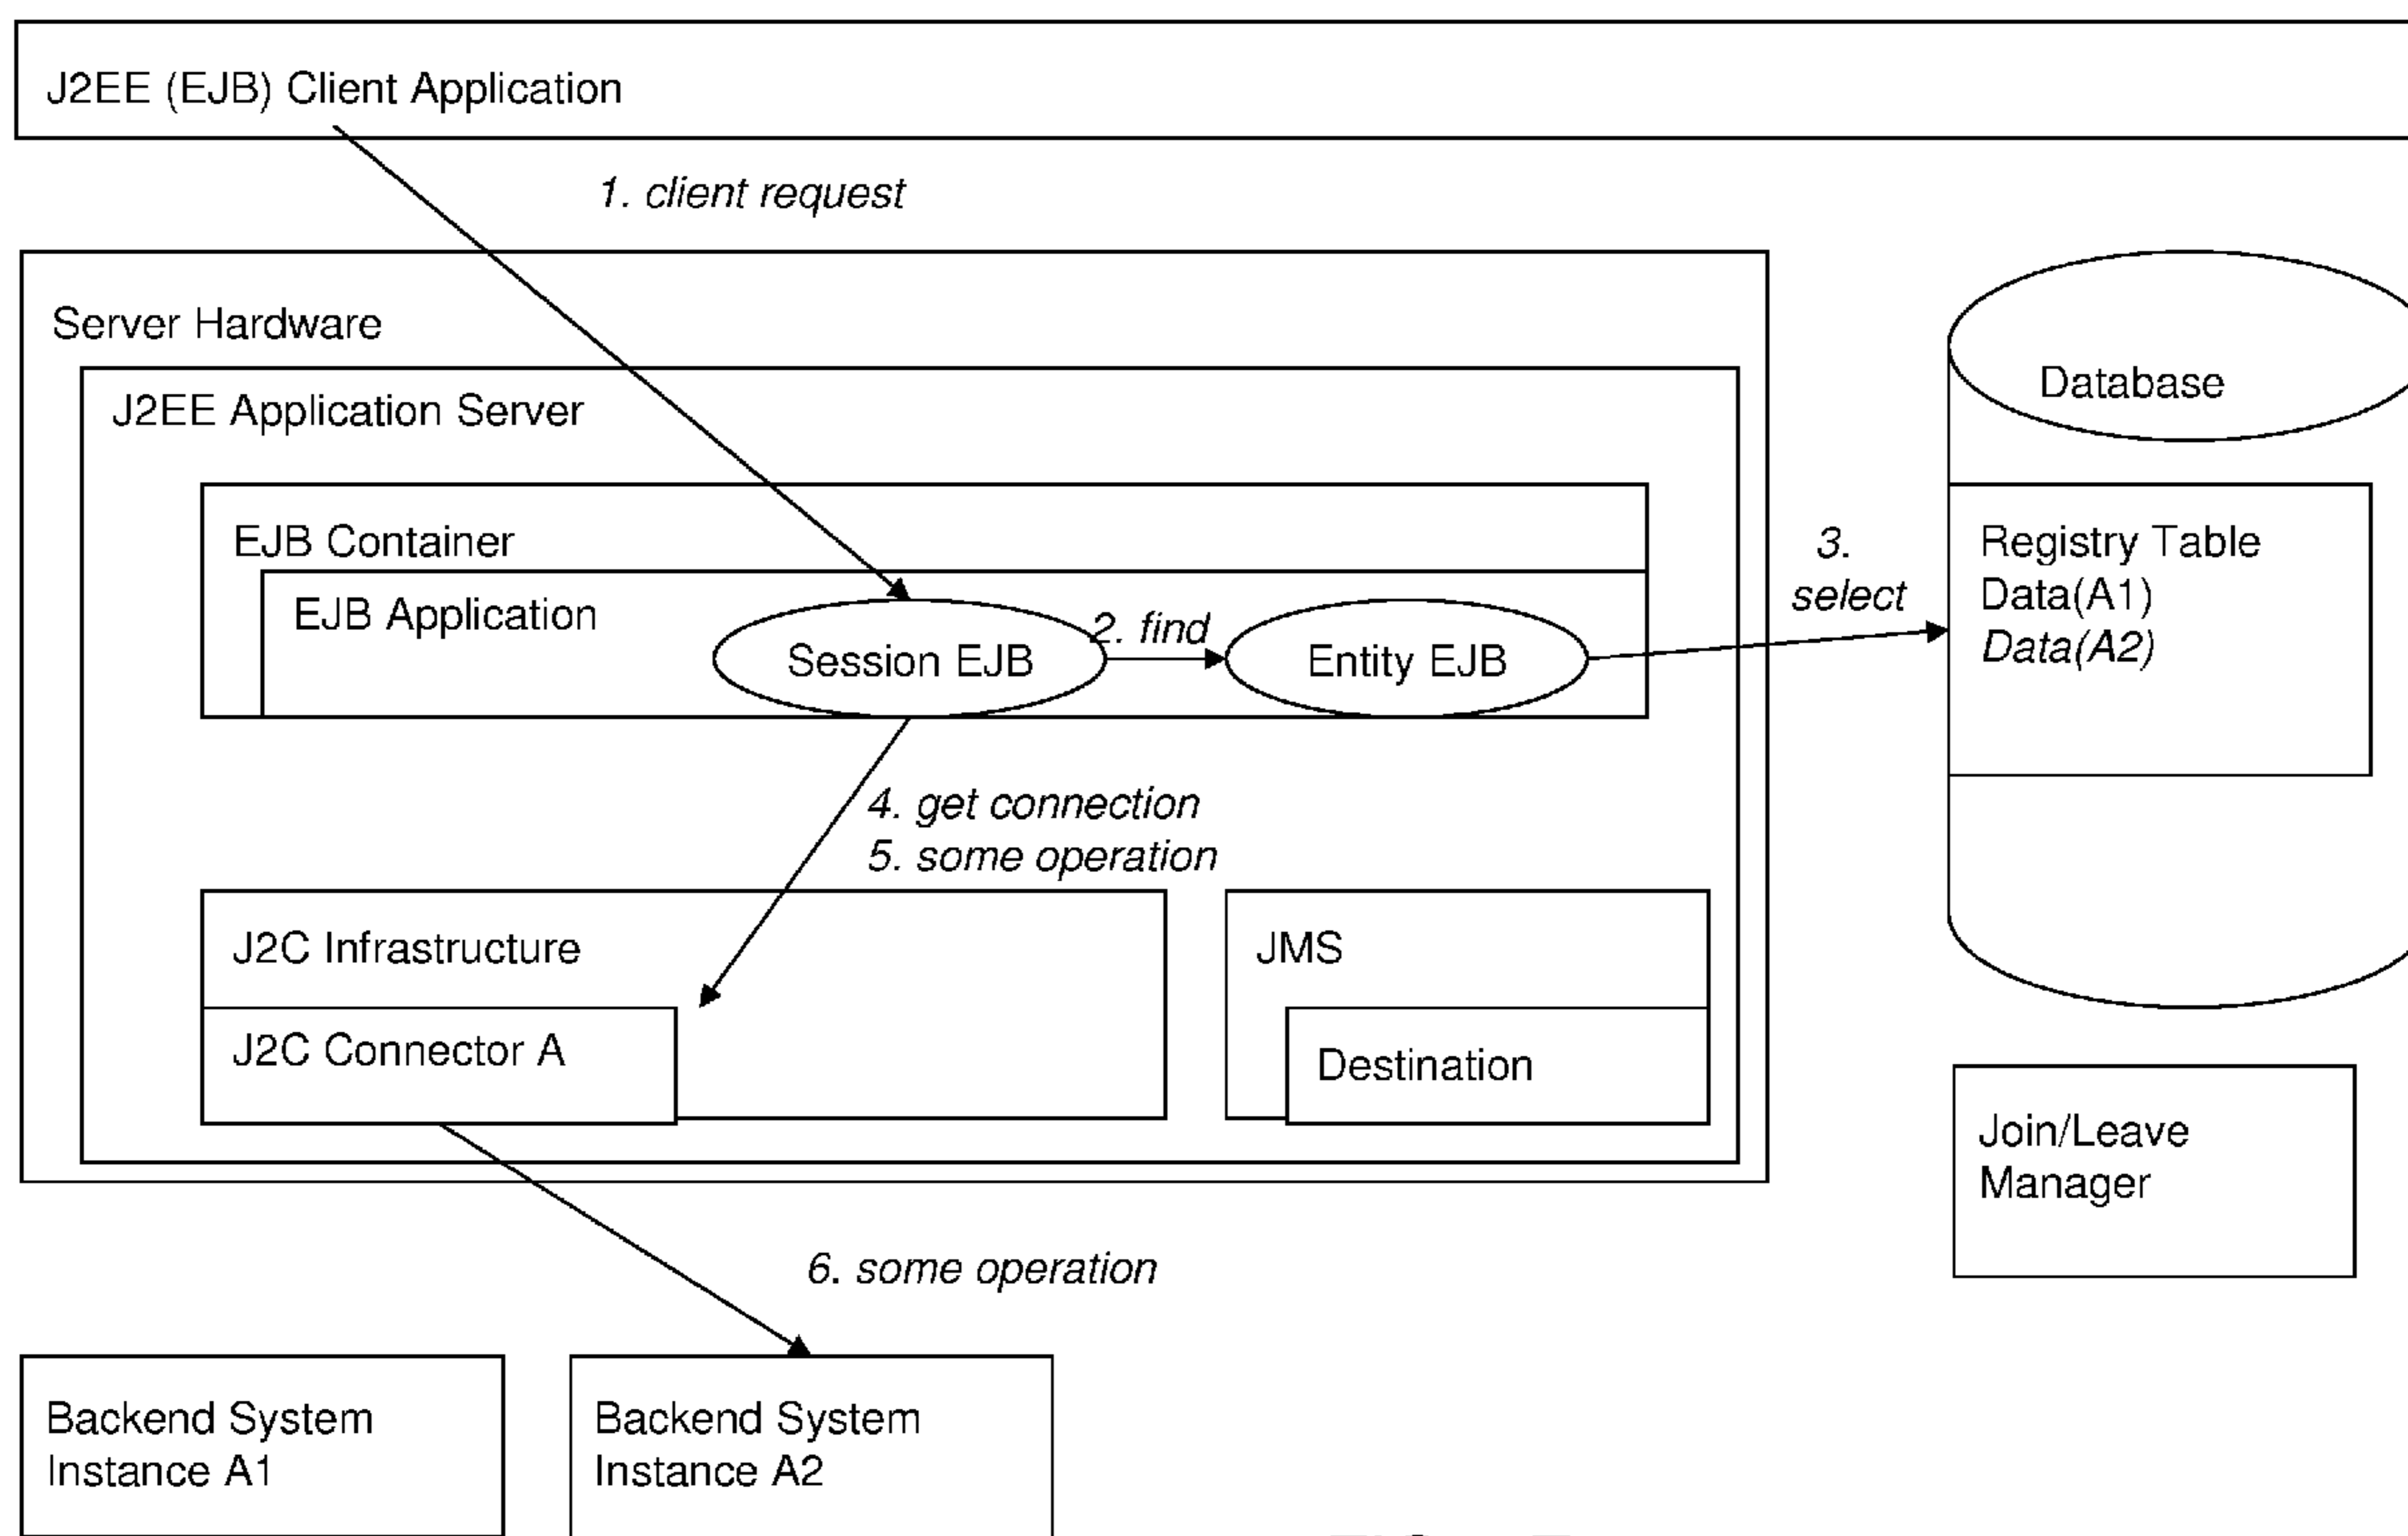 J2EE (EJB) Client Application
1. client request
Server Hardware
J2EE Application Server
Database
EJB Container
EJB Application
Session EJB
2. find
Entity EJB
3.
select
Registry Table
Data(A1)
Data(A2)
4. get connection
5. some operation
J2C Infrastructure
J2C Connector A
JMS
Destination
Join/Leave
Manager
6. some operation
Backend System
Instance A1
Backend System
Instance A2